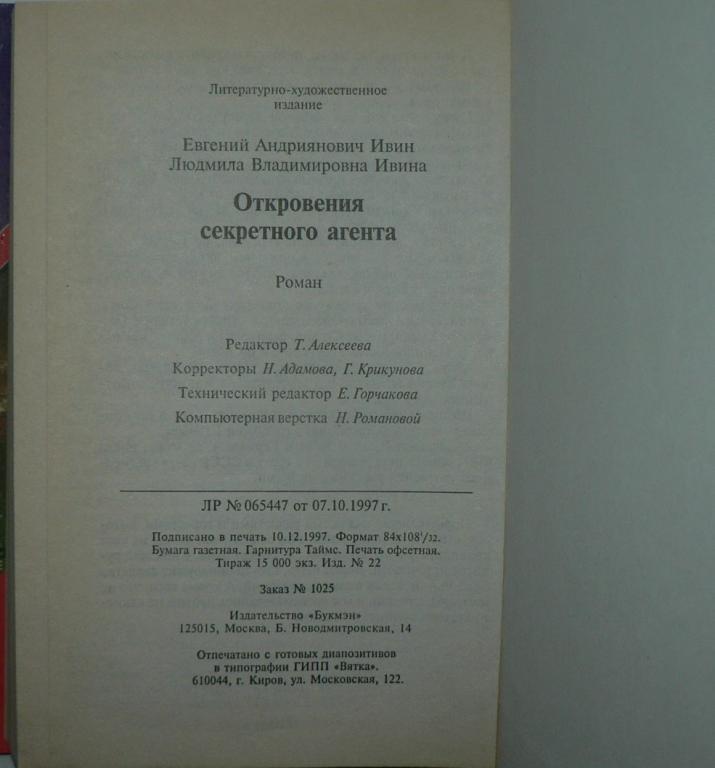 Литературно-художественное
издание
Евгений Андриянович Ивин
Людмила Владимировна Ивина
Откровения
секретного агента
Роман
Редактор Т. Алексеева
Корректоры Н. Адамова, Г. Крикунова
Технический редактор Е. Горчакова
Компьютерная верстка Н. Романовой
ЛР № 065447 от 07.10.1997 г.
Подписано в печать 10.12.1997. Формат 84x108¹/32.
Бумага газетная. Гарнитура Таймс. Печать офсетная.
Тираж 15 000 экз. Изд. № 22
Заказ № 1025
Издательство «Букмэн»
125015, Москва, Б. Новодмитровская, 14
Отпечатано с готовых диапозитивов
в типографии ГИПП «Вятка».
610044, г. Киров, ул. Московская, 122.